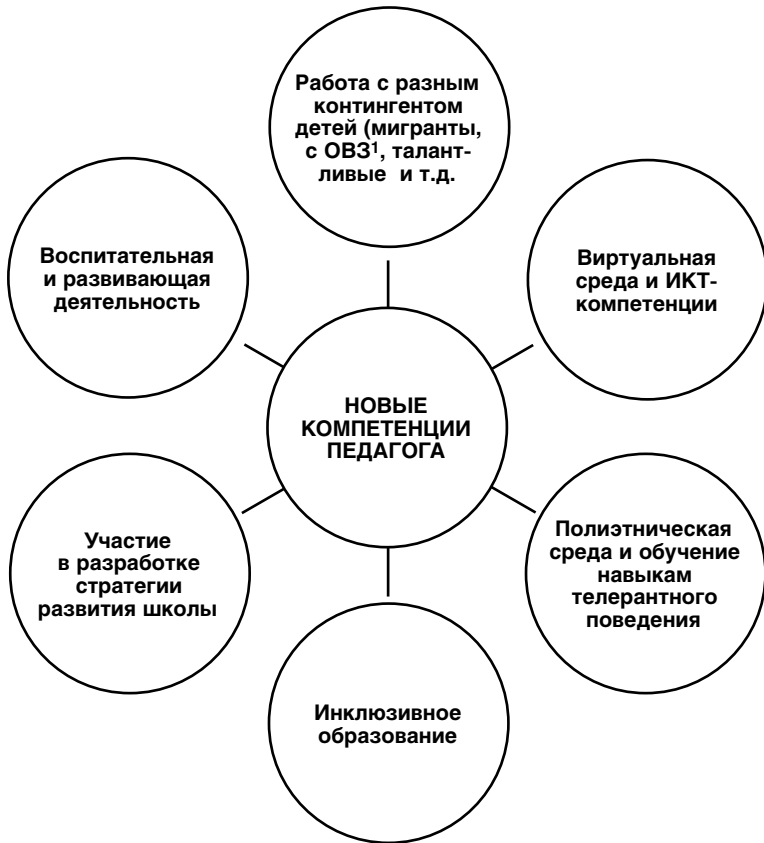 Работа с разным
контингентом
детей (мигранты,
с ОВЗ¹, талант-
ливые и т.д.
Воспитательная
и развивающая
деятельность
Виртуальная
среда и ИКТ-
компетенции
НОВЫЕ
КОМПЕТЕНЦИИ
ПЕДАГОГА
Участие
в разработке
стратегии
развития школы
Полиэтническая
среда и обучение
навыкам
телерантного
поведения
Инклюзивное
образование